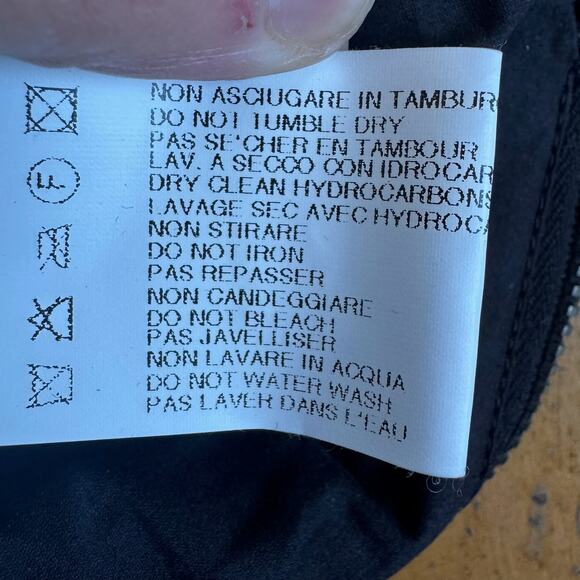 NON ASCIUGARE IN TAMBUR
DO NOT TUMBLE DRY
PAS SE'CHER EN TAMBOUR
LAV. A SECCO CON IDROCAR
F
DRY CLEAN HYDROCARBONS
LAVAGE SEC AVEC HYDROCA
NON STIRARE
DO NOT IRON
PAS REPASSER
NON CANDEGGIARE
DO NOT BLEACH
PAS JAVELLISER
NON LAVARE IN ACQUA
DO NOT WATER WASH
PAS LAVER DANS L'EAU